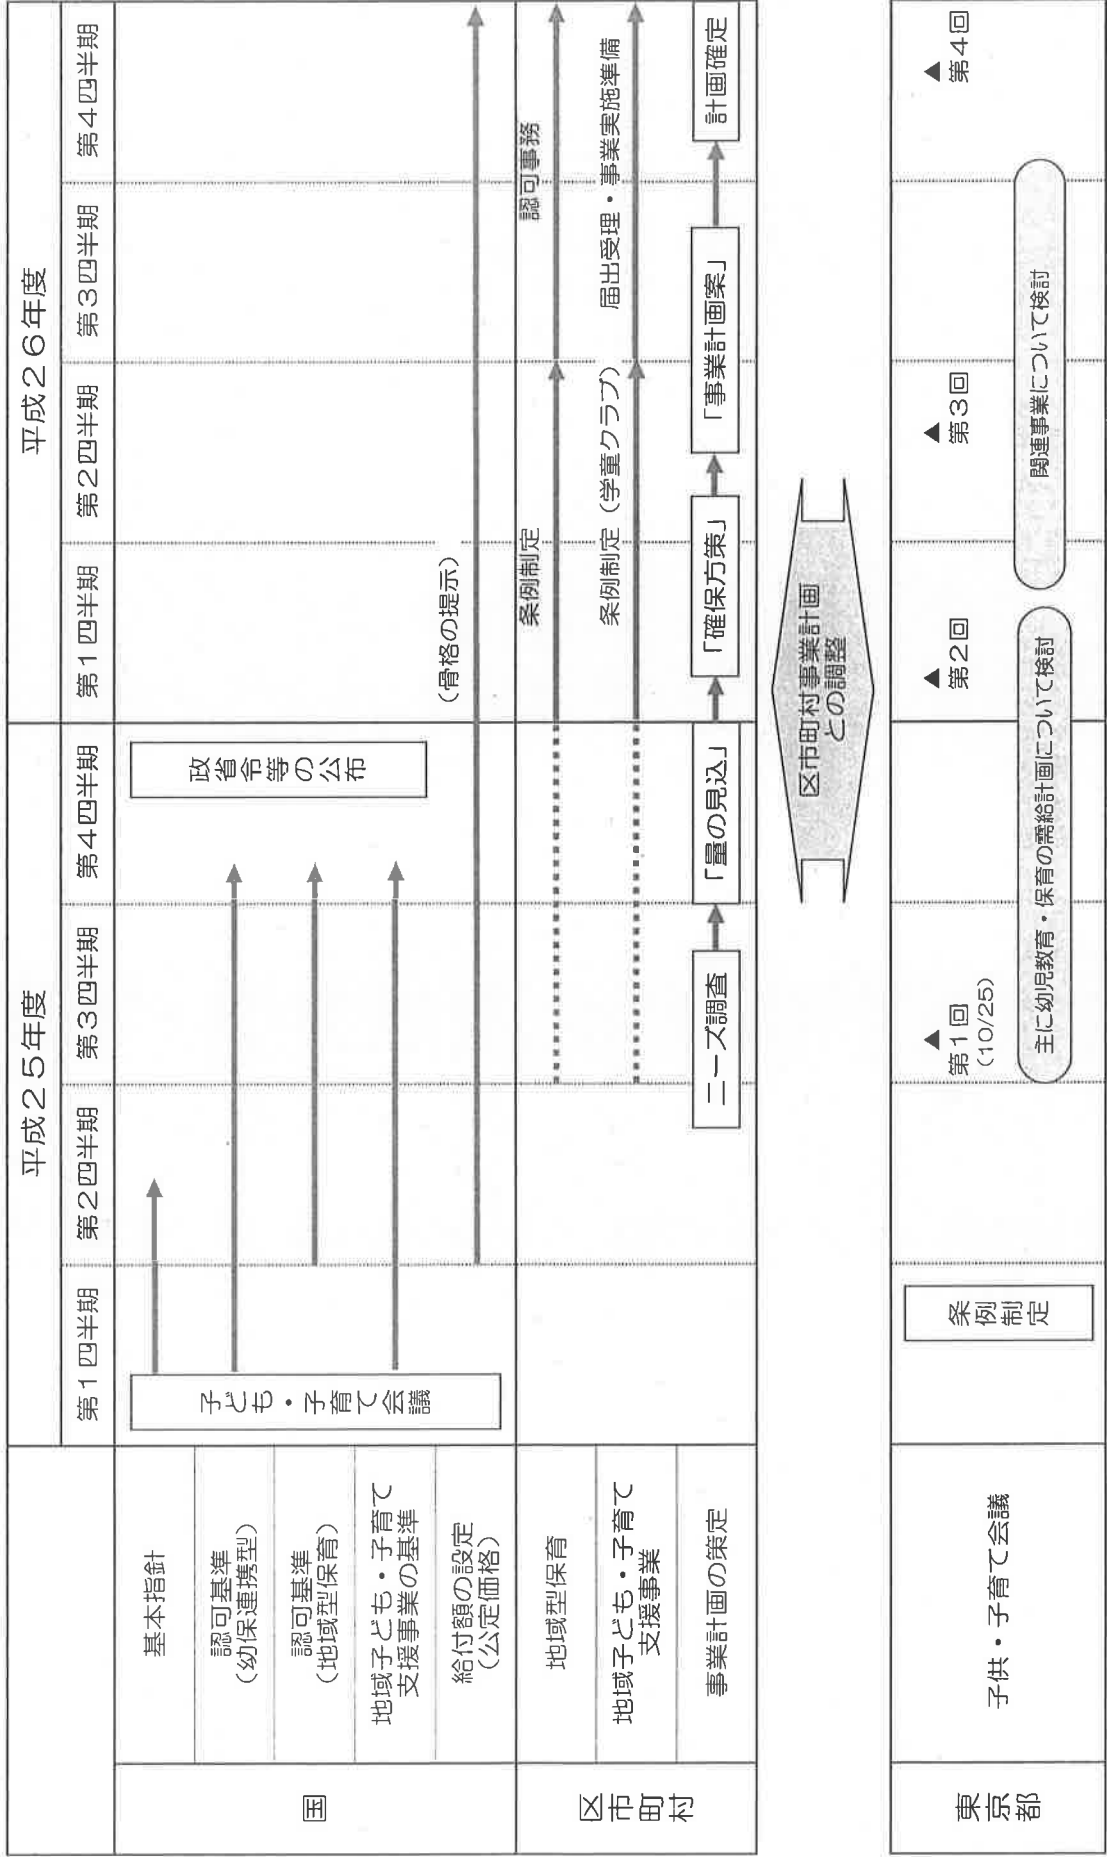 平成25年度
平成26年度
第1四半期
第2四半期
第3四半期
第4四半期
第1四半期
第2四半期
第3四半期
第4四半期
国
基本指針
認可基準
(幼保連携型)
認可基準
(地域型保育)
地域子ども・子育て
支援事業の基準
給付額の設定
(公定価格)
子ども・子育て会議
政省令等の公布
(骨格の提示)
区市町村
地域型保育
条例制定
認可事務
地域子ども・子育て
支援事業
条例制定(学童クラブ)
届出受理・事業実施準備
事業計画の策定
ニーズ調査
「量の見込」
「確保方策」
「事業計画案」
計画確定
区市町村事業計画
との調整
東京都
子供・子育て会議
条例
制定
▲
第1回
(10/25)
▲
第2回
▲
第3回
▲
第4回
主に幼児教育・保育の需給計画について検討
関連事業について検討